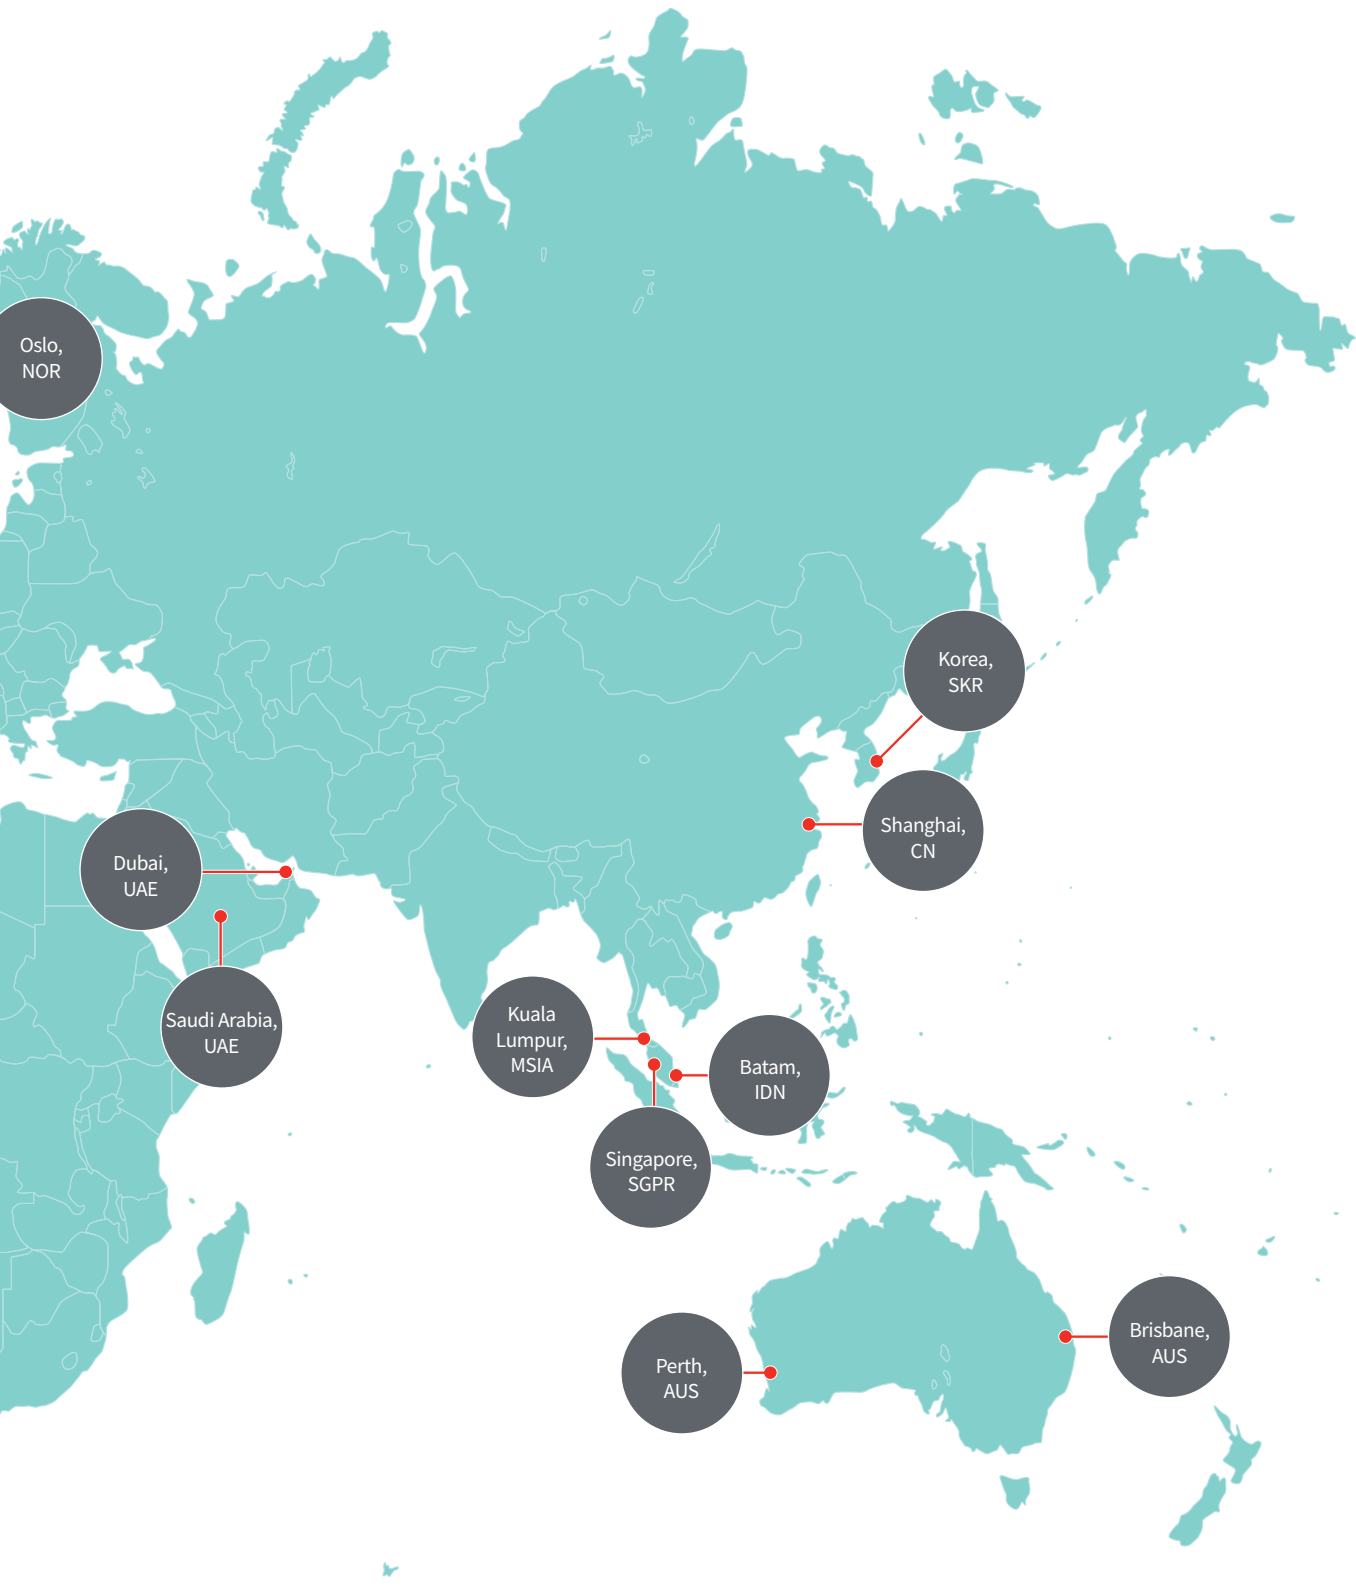 Oslo,
NOR
Korea,
SKR
Shanghai,
CN
Dubai,
UAE
Saudi Arabia,
UAE
Kuala
Lumpur,
MSIA
Batam,
IDN
Singapore,
SGPR
Brisbane,
AUS
Perth,
AUS